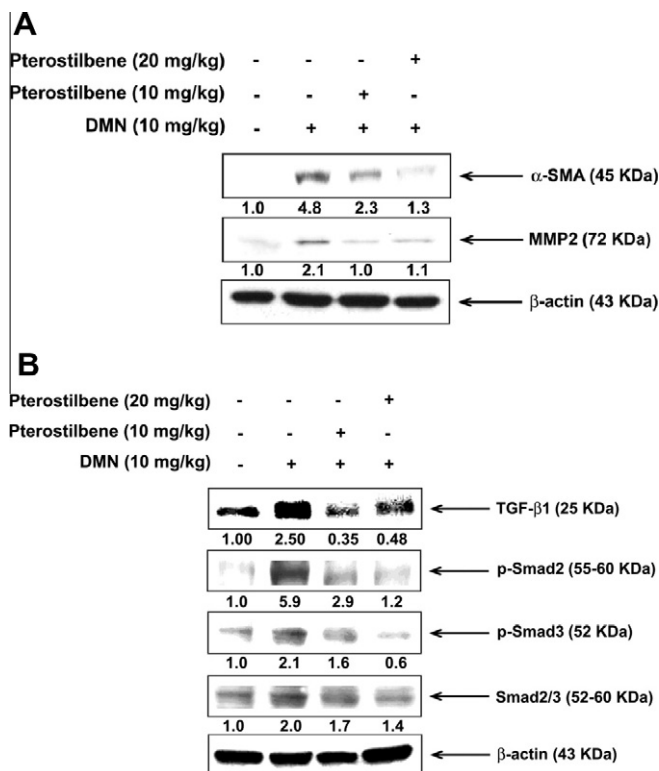 A
Pterostilbene (20 mg/kg) - - - +
Pterostilbene (10 mg/kg) - - + -
DMN (10 mg/kg) - + + +
α-SMA (45 KDa)
1.0 4.8 2.3 1.3
MMP2 (72 KDa)
1.0 2.1 1.0 1.1
β-actin (43 KDa)
B
Pterostilbene (20 mg/kg) - - - +
Pterostilbene (10 mg/kg) - - + -
DMN (10 mg/kg) - + + +
TGF-β1 (25 KDa)
1.00 2.50 0.35 0.48
p-Smad2 (55-60 KDa)
1.0 5.9 2.9 1.2
p-Smad3 (52 KDa)
1.0 2.1 1.6 0.6
Smad2/3 (52-60 KDa)
1.0 2.0 1.7 1.4
β-actin (43 KDa)